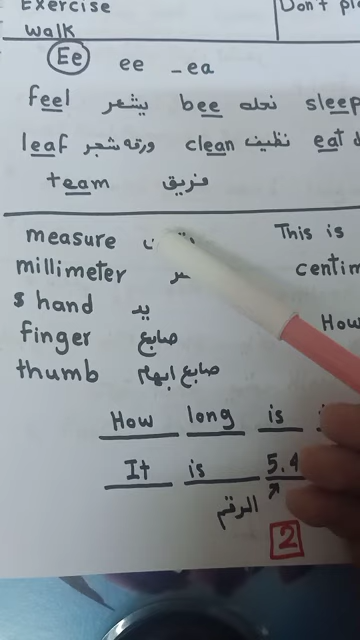 Exercise
Don't
walk
Ee ee _ea
feel يشعر bee نحله sleep
leaf ورقه شجر clean نظيف eat
team فريق
measure This is
millimeter
hand يد How
finger صابع
thumb صابع ابهام
How long is
It is 5.4
الرقم
2